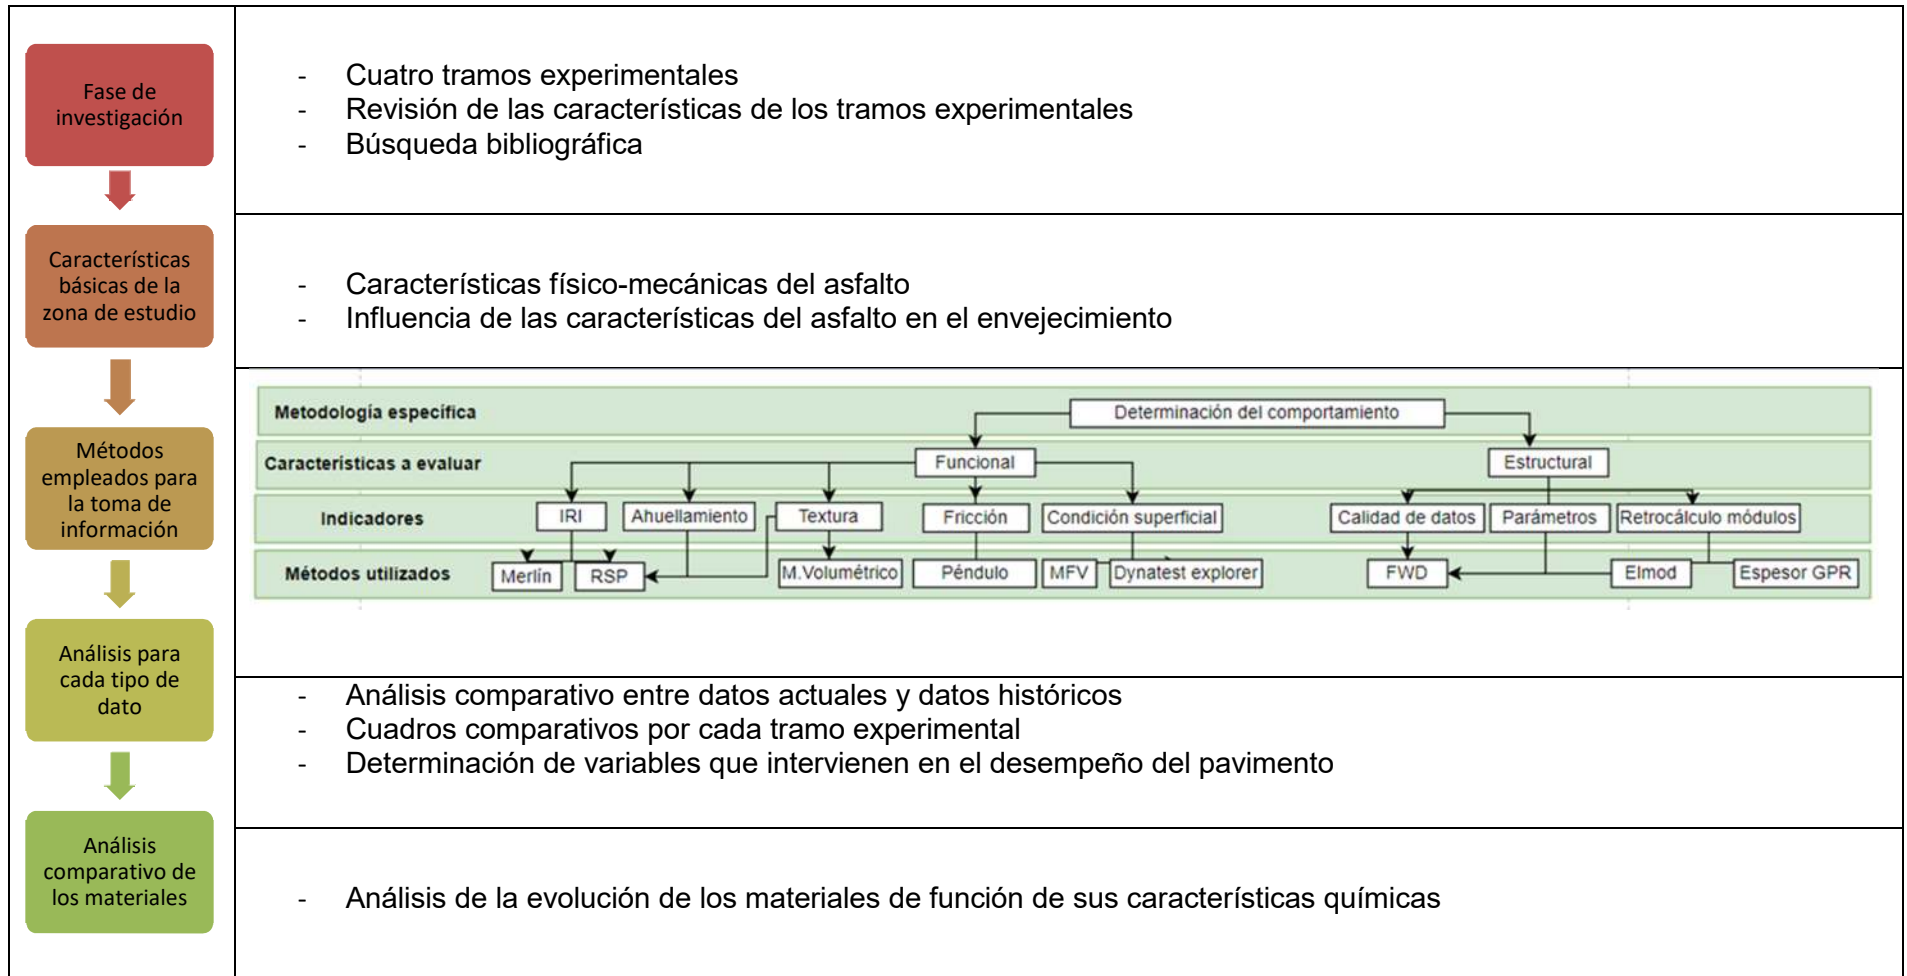 Fase de
investigación
- Cuatro tramos experimentales
- Revisión de las características de los tramos experimentales
- Búsqueda bibliográfica
Características
básicas de la
zona de estudio
- Características físico-mecánicas del asfalto
- Influencia de las características del asfalto en el envejecimiento
Métodos
empleados para
la toma de
información
Metodología específica
Determinación del comportamiento
Características a evaluar
Funcional
Estructural
Indicadores
IRI
Ahuellamiento
Textura
Fricción
Condición superficial
Calidad de datos
Parámetros
Retrocálculo módulos
Métodos utilizados
Merlín
RSP
M.Volumétrico
Péndulo
MFV
Dynatest explorer
FWD
Elmod
Espesor GPR
Análisis para
cada tipo de
dato
- Análisis comparativo entre datos actuales y datos históricos
- Cuadros comparativos por cada tramo experimental
- Determinación de variables que intervienen en el desempeño del pavimento
Análisis
comparativo de
los materiales
- Análisis de la evolución de los materiales de función de sus características químicas